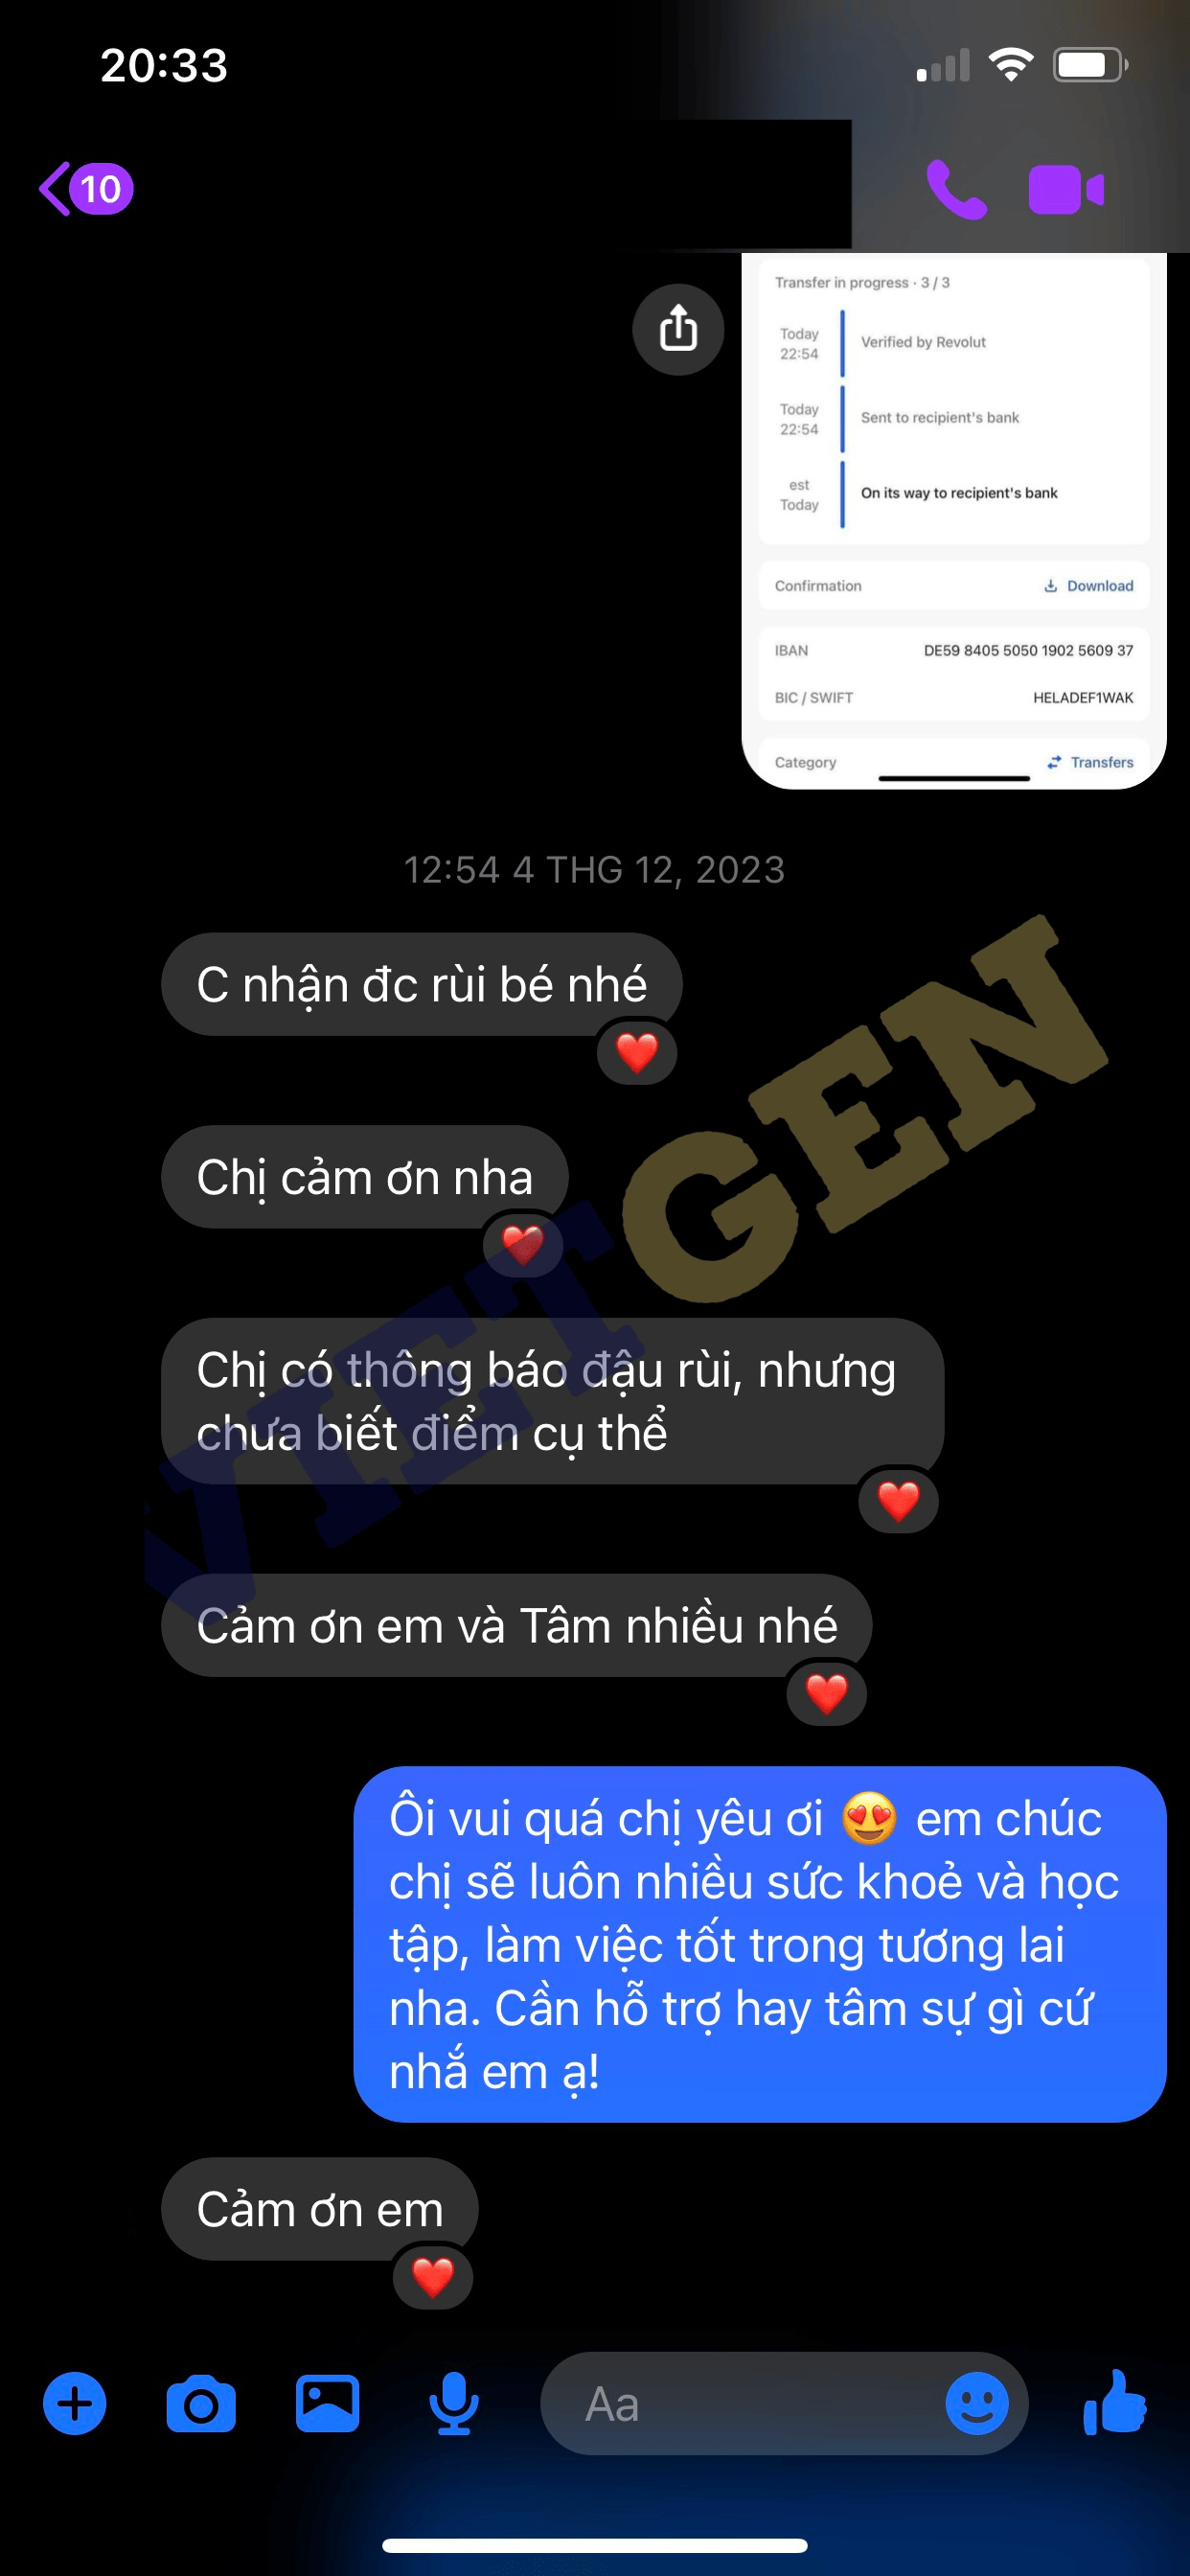 20:33
10
Transfer in progress · 3 / 3
Today
22:54
Verified by Revolut
Today
22:54
Sent to recipient's bank
est
Today
On its way to recipient's bank
Confirmation
Download
IBAN
DE59 8405 5050 1902 5609 37
BIC / SWIFT
HELADEF1WAK
Category
Transfers
12:54 4 THG 12, 2023
C nhận đc rùi bé nhé
Chị cảm ơn nha
Chị có thông báo đậu rùi, nhưng
chưa biết điểm cụ thể
Cảm ơn em và Tâm nhiều nhé
Ôi vui quá chị yêu ơi 😍 em chúc
chị sẽ luôn nhiều sức khoẻ và học
tập, làm việc tốt trong tương lai
nha. Cần hỗ trợ hay tâm sự gì cứ
nhắ em ạ!
Cảm ơn em
Aa
VIETGEN